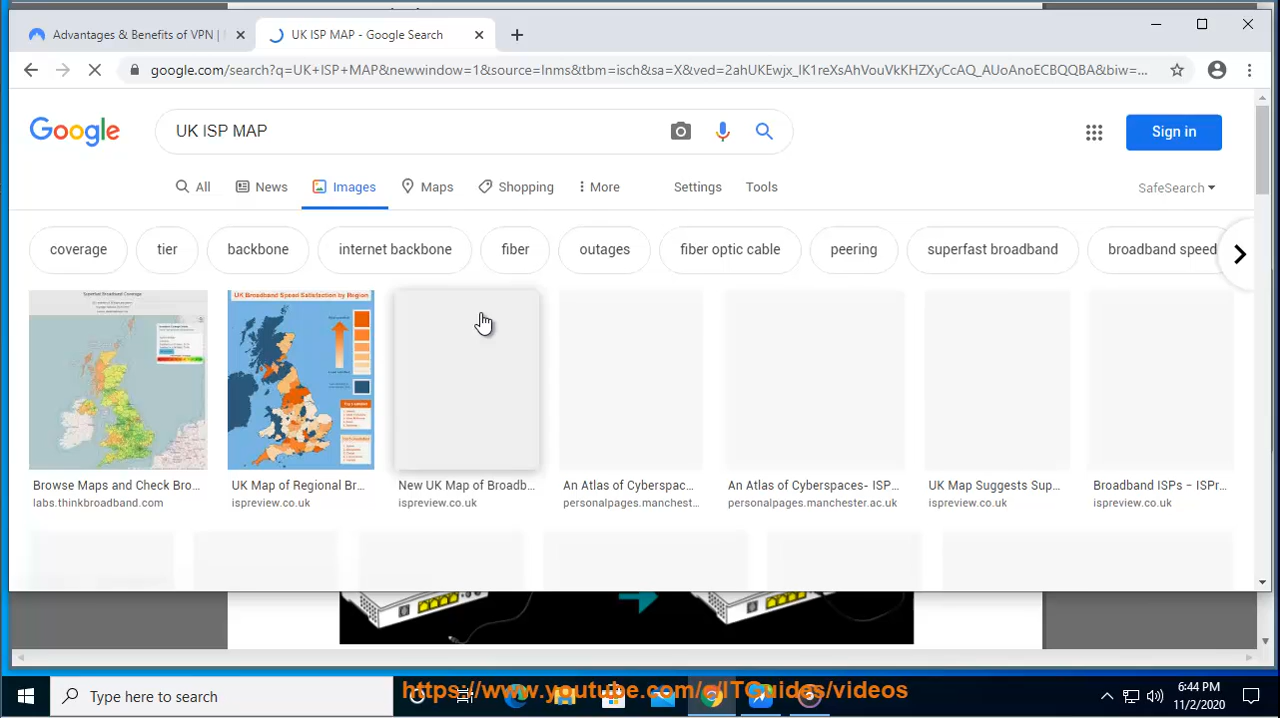 Advantages & Benefits of VPN |
UK ISP MAP - Google Search
google.com/search?q=UK+ISP+MAP&newwindow=1&source=lnms&tbm=isch&sa=X&ved=2ahUKEwjx_IK1reXsAhVouVkKHZXyCcAQ_AUoAnoECBQQBA&biw=...
Google
UK ISP MAP
Sign in
All
News
Images
Maps
Shopping
More
Settings
Tools
SafeSearch
coverage
tier
backbone
internet backbone
fiber
outages
fiber optic cable
peering
superfast broadband
broadband speed
UK Broadband Speed Satisfaction by Region
Browse Maps and Check Bro...
UK Map of Regional Br...
New UK Map of Broadb...
An Atlas of Cyberspac...
An Atlas of Cyberspaces- ISP...
UK Map Suggests Sup...
Broadband ISPs – ISPr...
labs.thinkbroadband.com
ispreview.co.uk
ispreview.co.uk
personalpages.manchest...
personalpages.manchester.ac.uk
ispreview.co.uk
ispreview.co.uk
Type here to search
https://www.youtube.com/c/ITGuides/videos
6:44 PM
11/2/2020